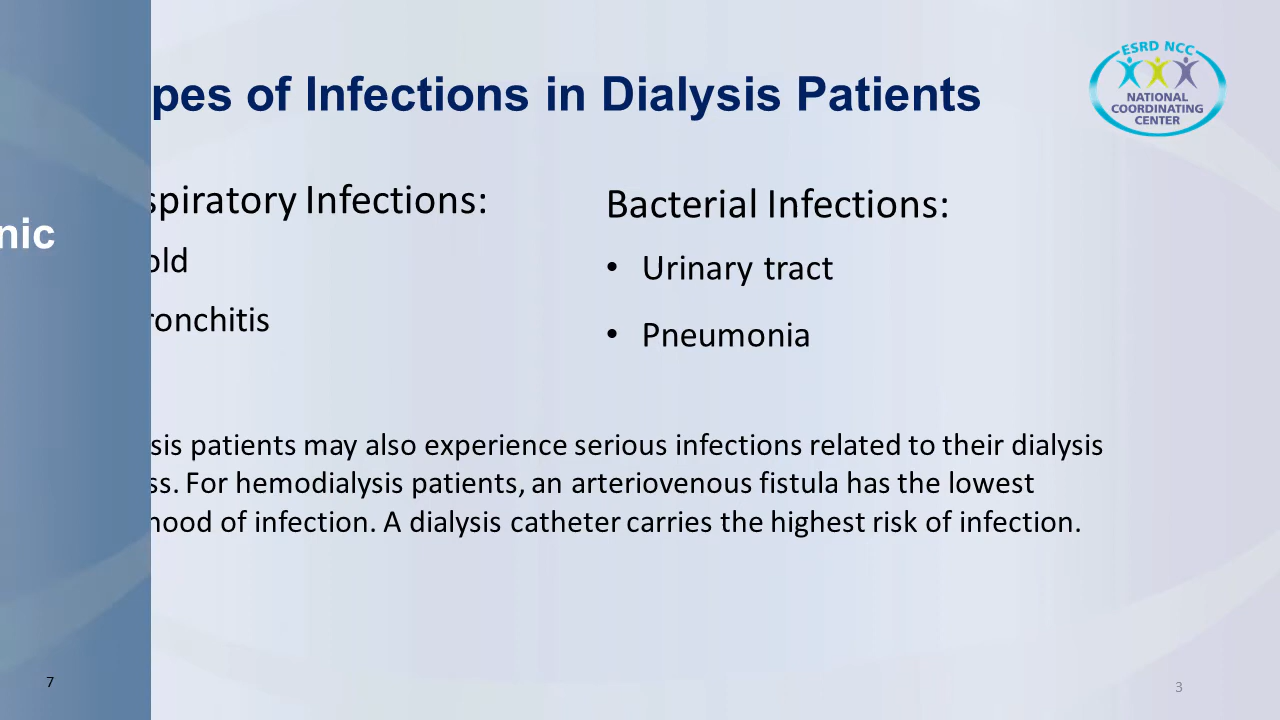 ESRD NCC
NATIONAL
COORDINATING
CENTER
pes of Infections in Dialysis Patients
nic
spiratory Infections:
old
ronchitis
Bacterial Infections:
• Urinary tract
• Pneumonia
sis patients may also experience serious infections related to their dialysis
ss. For hemodialysis patients, an arteriovenous fistula has the lowest
hood of infection. A dialysis catheter carries the highest risk of infection.
7
3